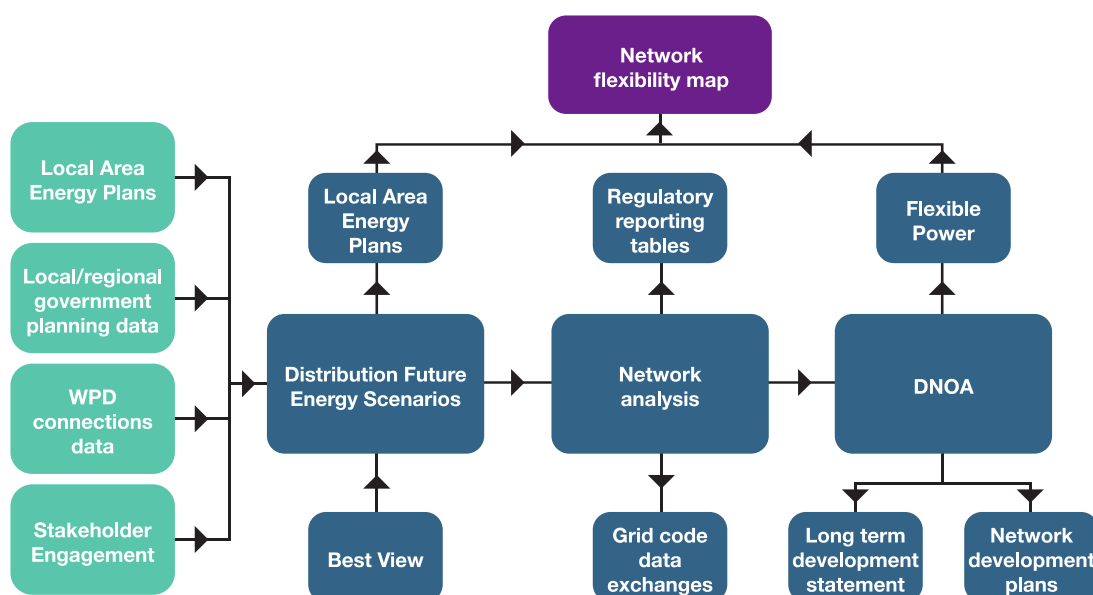 Network
flexibility map
Local Area
Energy Plans
Local/regional
government
planning data
WPD
connections
data
Stakeholder
Engagement
Local Area
Energy
Plans
Regulatory
reporting
tables
Flexible
Power
Distribution Future
Energy Scenarios
Network
analysis
DNOA
Best View
Grid code
data
exchanges
Long term
development
statement
Network
development
plans